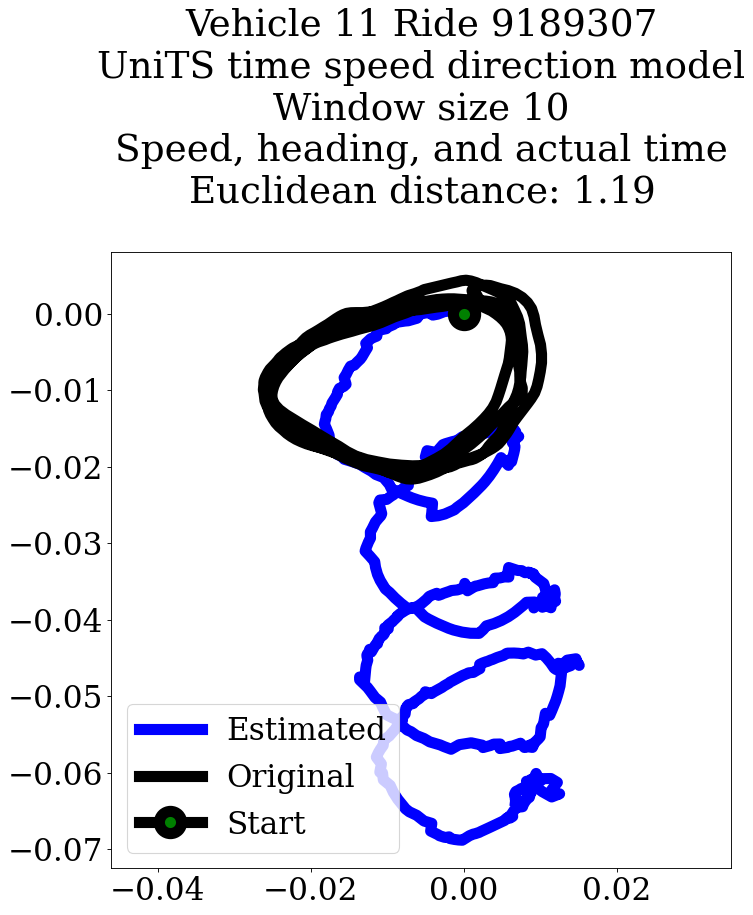 Vehicle 11 Ride 9189307
UniTS time speed direction model
Window size 10
Speed, heading, and actual time
Euclidean distance: 1.19
0.00
−0.01
−0.02
−0.03
−0.04
−0.05
−0.06
−0.07
Estimated
Original
Start
−0.04 −0.02 0.00 0.02